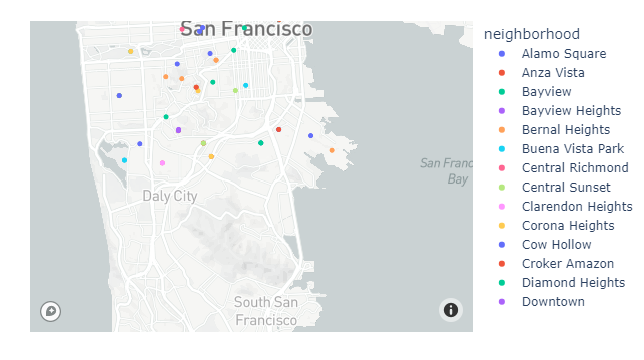 San Francisco
San Franc
Bay
Daly City
South San
Francisco
neighborhood
Alamo Square
Anza Vista
Bayview
Bayview Heights
Bernal Heights
Buena Vista Park
Central Richmond
Central Sunset
Clarendon Heights
Corona Heights
Cow Hollow
Croker Amazon
Diamond Heights
Downtown